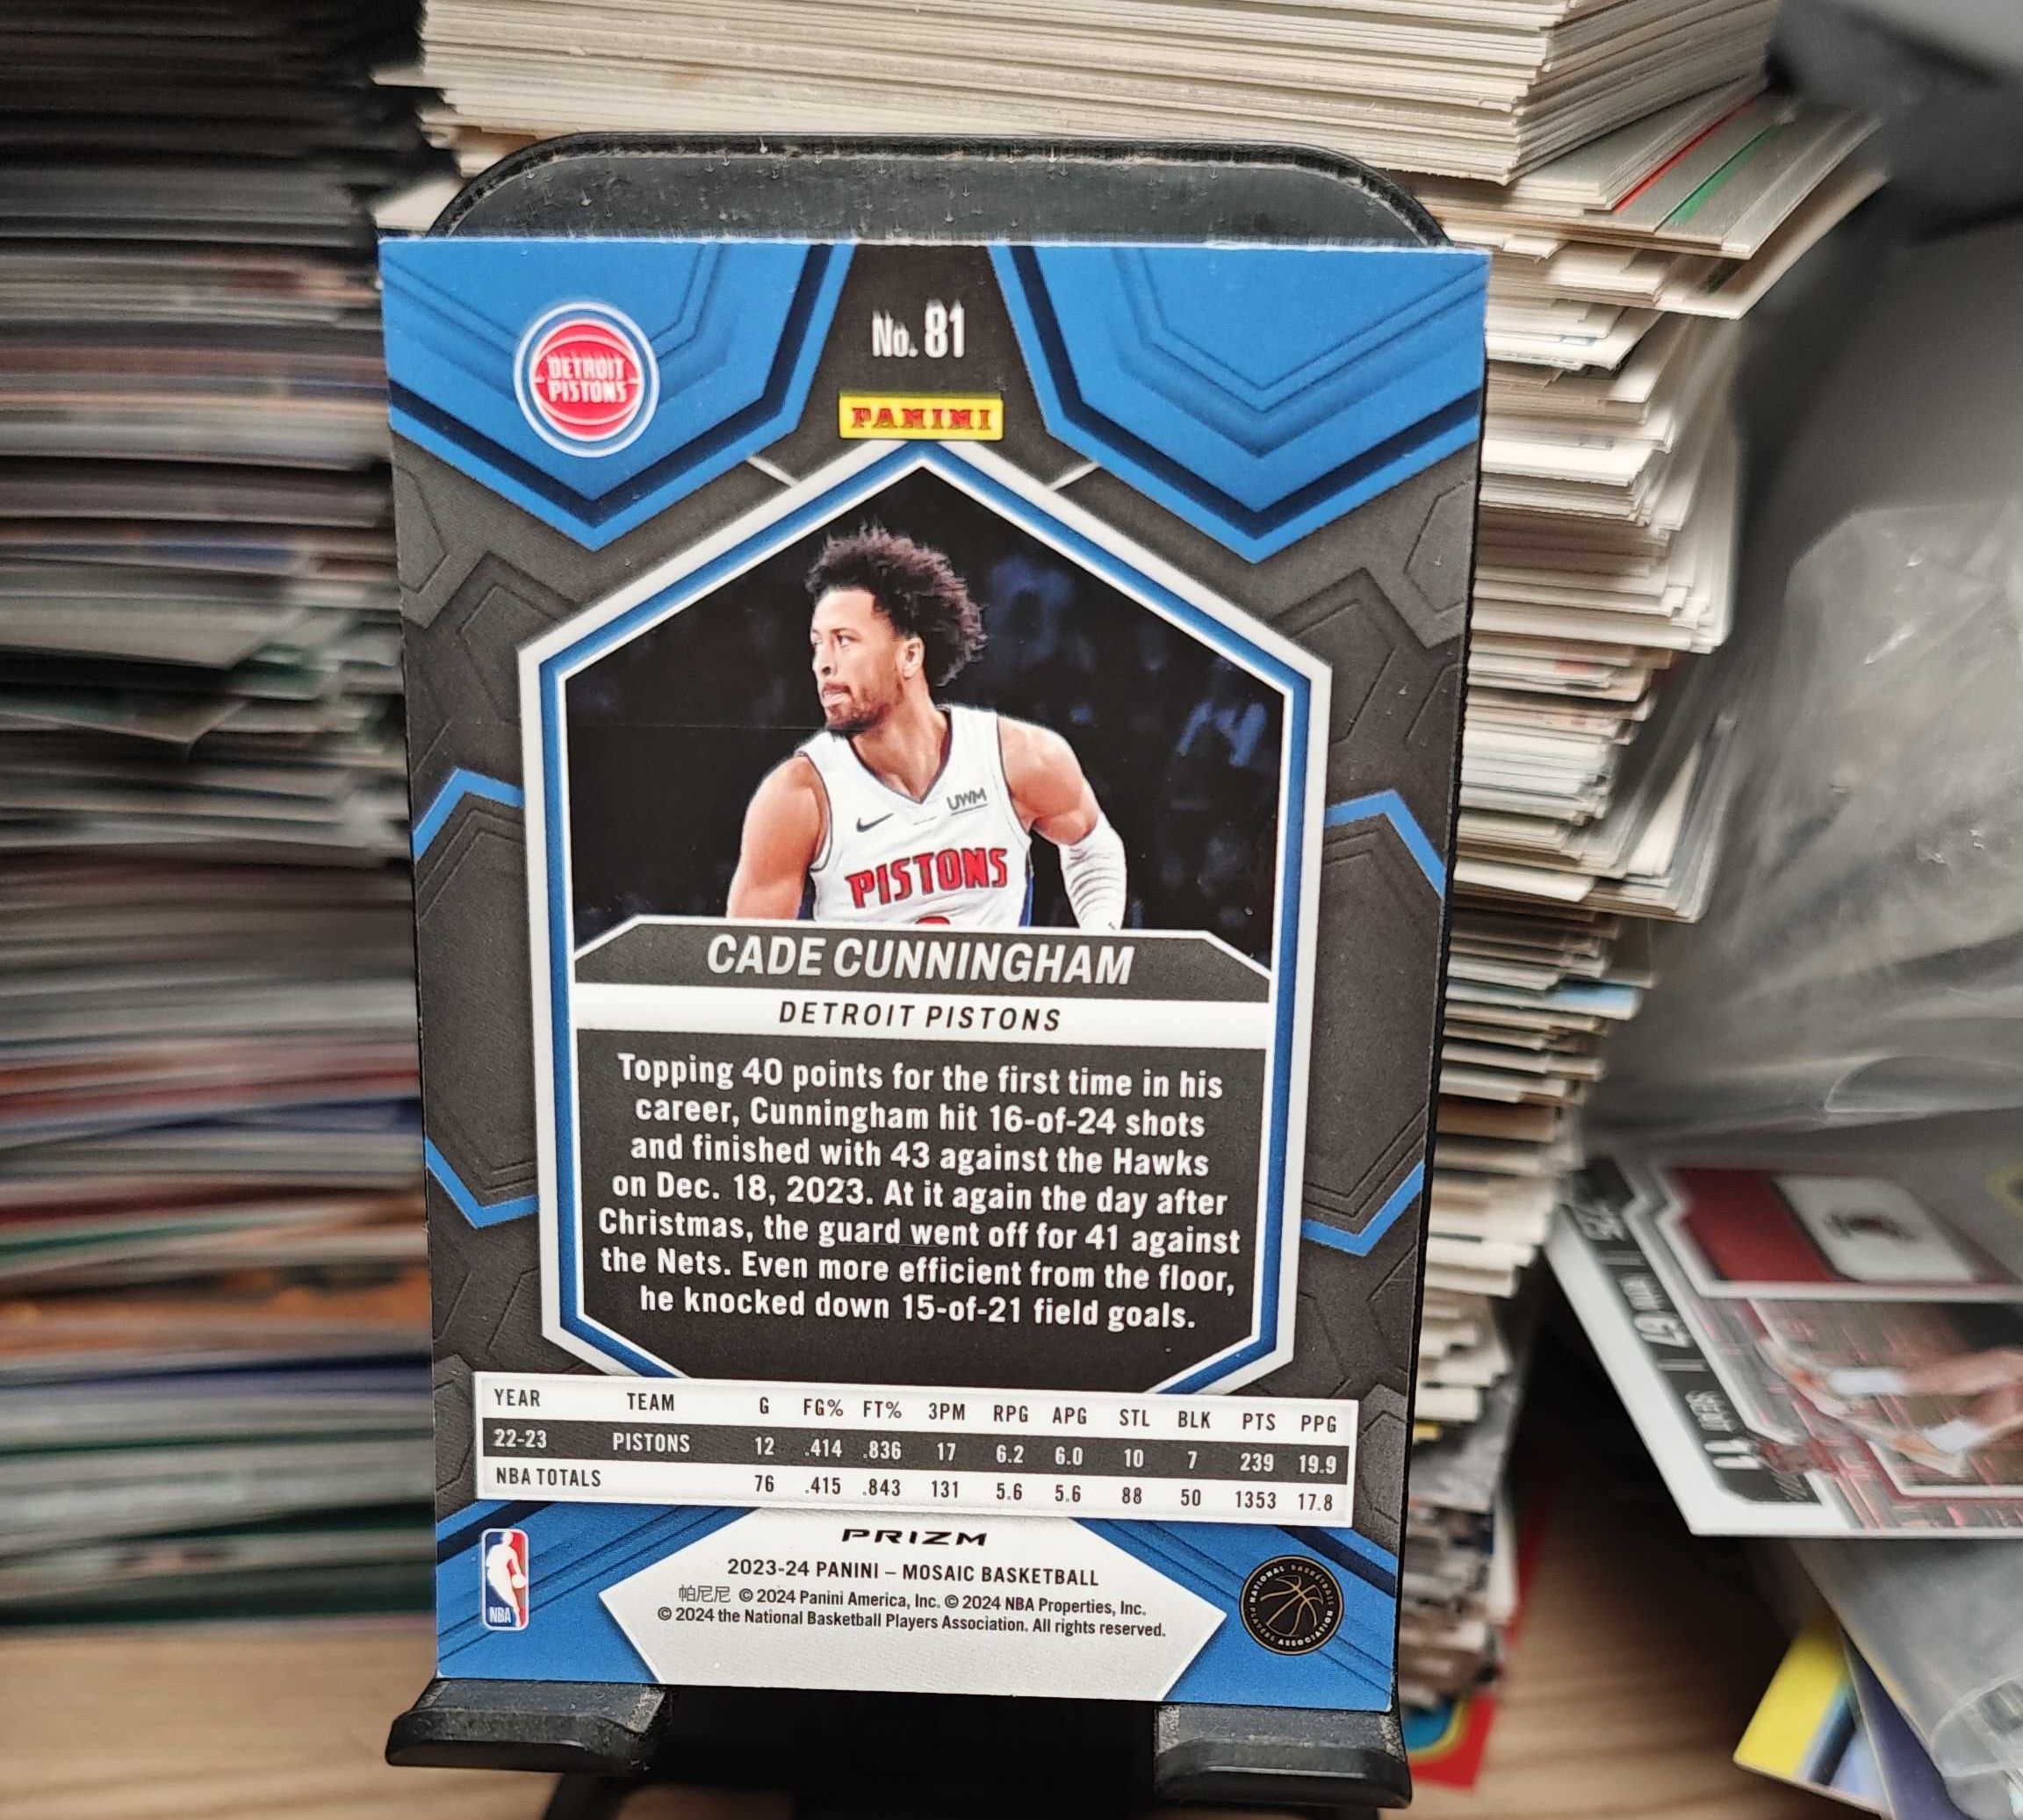 No. 81
DETROIT
PISTONS
PANINI
UWM
PISTONS
CADE CUNNINGHAM
DETROIT PISTONS
Topping 40 points for the first time in his
career, Cunningham hit 16-of-24 shots
and finished with 43 against the Hawks
on Dec. 18, 2023. At it again the day after
Christmas, the guard went off for 41 against
the Nets. Even more efficient from the floor,
he knocked down 15-of-21 field goals.
YEAR TEAM G FG% FT% 3PM RPG APG STL BLK PTS PPG
22-23 PISTONS 12 .414 .836 17 6.2 6.0 10 7 239 19.9
NBA TOTALS 76 .415 .843 131 5.6 5.6 88 50 1353 17.8
PRIZM
2023-24 PANINI – MOSAIC BASKETBALL
帕尼尼 © 2024 Panini America, Inc. © 2024 NBA Properties, Inc.
© 2024 the National Basketball Players Association. All rights reserved.
NBA
NATIONAL BASKETBALL
PLAYERS ASSOCIATION